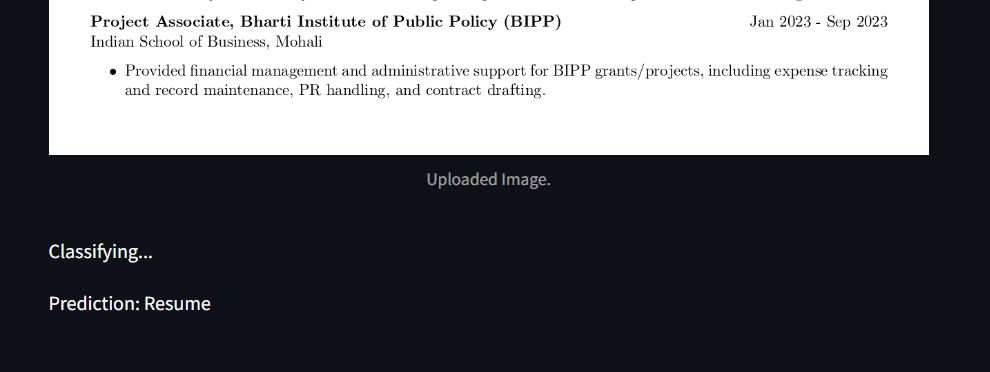 Project Associate, Bharti Institute of Public Policy (BIPP) Jan 2023 - Sep 2023
Indian School of Business, Mohali
• Provided financial management and administrative support for BIPP grants/projects, including expense tracking
and record maintenance, PR handling, and contract drafting.
Uploaded Image.
Classifying...
Prediction: Resume